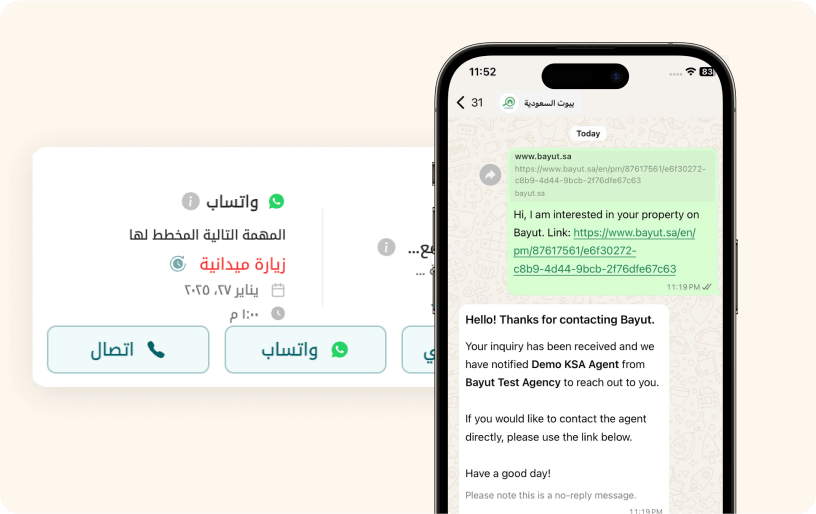 واتساب
المهمة التالية المخطط لها
زيارة ميدانية
يناير ٢٧، ٢٠٢٥
١:٠٠ م
اتصال
واتساب
11:52
83
31
بيوت السعودية
Today
www.bayut.sa
https://www.bayut.sa/en/pm/87617561/e6f30272-
c8b9-4d44-9bcb-2f76dfe67c63
bayut.sa
Hi, I am interested in your property on
Bayut. Link: https://www.bayut.sa/en/
pm/87617561/e6f30272-
c8b9-4d44-9bcb-2f76dfe67c63
11:19 PM
Hello! Thanks for contacting Bayut.
Your inquiry has been received and we
have notified Demo KSA Agent from
Bayut Test Agency to reach out to you.
If you would like to contact the agent
directly, please use the link below.
Have a good day!
Please note this is a no-reply message.
11:19 PM